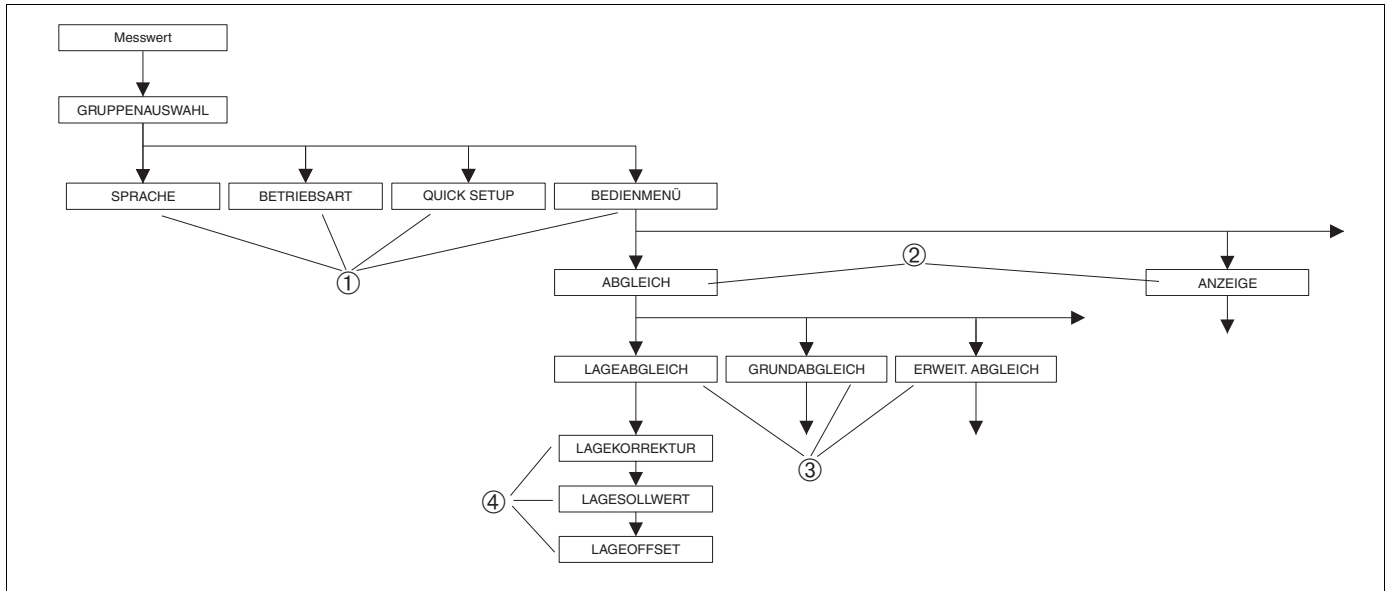 Messwert
GRUPPENAUSWAHL
SPRACHE
BETRIEBSART
QUICK SETUP
BEDIENMENÜ
①
②
ABGLEICH
ANZEIGE
LAGEABGLEICH
GRUNDABGLEICH
ERWEIT. ABGLEICH
LAGEKORREKTUR
③
④
LAGESOLLWERT
LAGEOFFSET